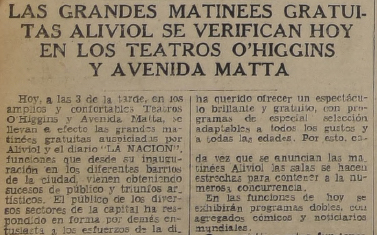 LAS GRANDES MATINEES GRATUI-
TAS ALIVIOL SE VERIFICAN HOY
EN LOS TEATROS O'HIGGINS
Y AVENIDA MATTA
Hoy, a las 3 de la tarde, en los
amplios y confortables Teatros
O'Higgins y Avenida Matta, se
llevan a efecto las grandes ma-
tinées gratuitas auspiciadas por
Aliviol y el diario "LA NACION",
funciones que desde su inaugu-
ración en los diferentes barrios
de la ciudad, vienen obteniendo
sucesos de público y triunfos ar-
tísticos. El público de los diver-
sos sectores de la capital ha res-
pondido en forma por demás en-
tusiasta a los esfuerzos de la di
ha querido ofrecer un espectácu-
lo brillante y gratuito, con pro-
gramas de especial selección
adaptables a todos los gustos y
a todas las edades. Por esto, ca-
da vez que se anuncian las ma-
tinées Aliviol las salas se hacen
estrechas para contener a la nu-
merosa concurrencia.
En las funciones de hoy se
exhibirán programas dobles, con
agregados cómicos y noticiarios
mundiales.